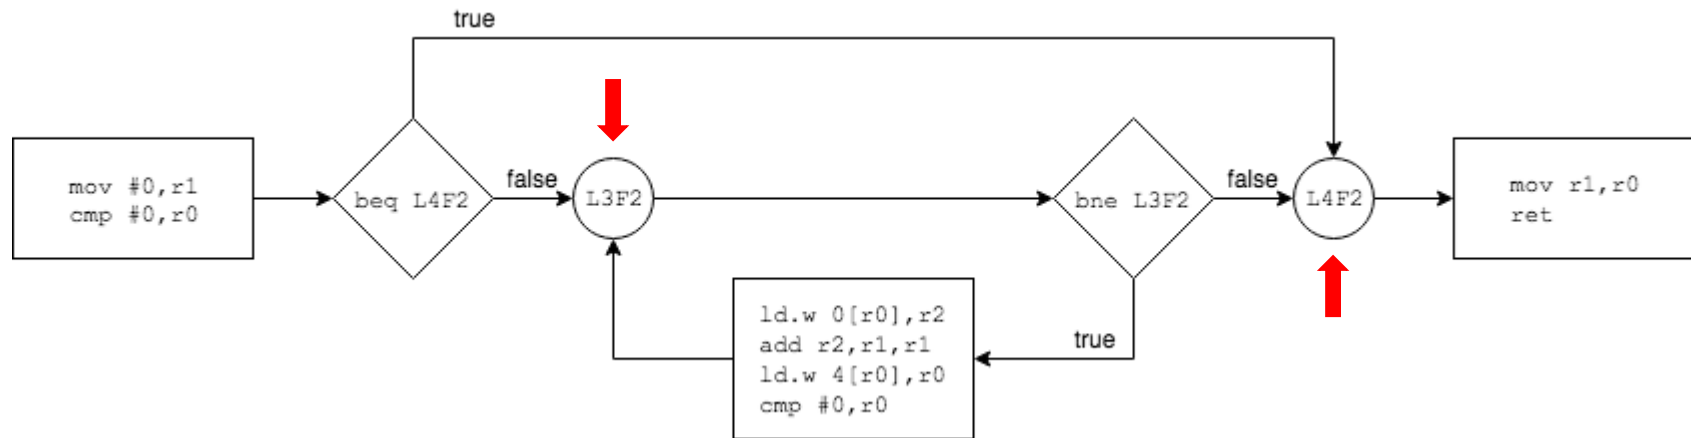 true
mov #0,r1
cmp #0,r0
beq L4F2
false
L3F2
bne L3F2
false
L4F2
mov r1,r0
ret
ld.w 0[r0],r2
add r2,r1,r1
ld.w 4[r0],r0
cmp #0,r0
true